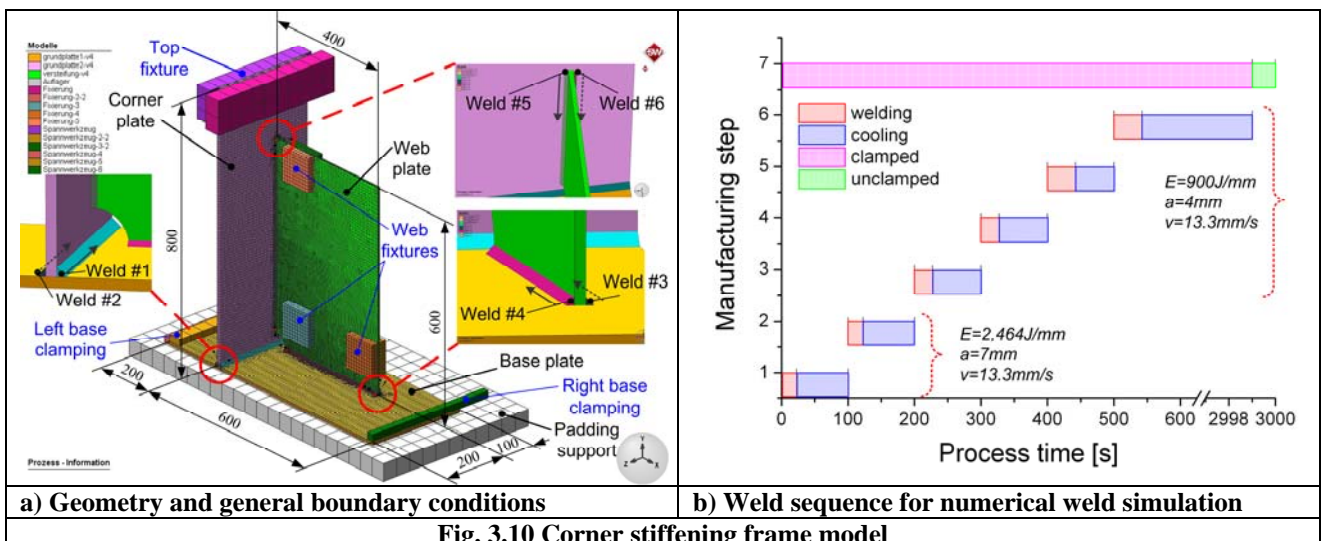 Modelle
grundplatte1-v4
grundplatte2-v4
versteifung-v4
Auflager
Fixierung
Fixierung-2-2
Fixierung-3
Fixierung-4
Fixierung-5
Spannwerkzeug
Spannwerkzeug-2-2
Spannwerkzeug-3-2
Spannwerkzeug-4
Spannwerkzeug-5
Spannwerkzeug-6
Top
fixture
400
Corner
plate
Weld #5
Weld #6
Web
plate
800
Web
fixtures
Weld #1
Weld #2
Weld #3
Weld #4
600
Left base
clamping
Base plate
200
600
Right base
clamping
Padding
support
200
100
Y
Z
X
Prozess - Information
Manufacturing step
7
6
5
4
3
2
1
welding
cooling
clamped
unclamped
E=900J/mm
a=4mm
v=13.3mm/s
E=2,464J/mm
a=7mm
v=13.3mm/s
0 100 200 300 400 500 600 2998 3000
Process time [s]
a) Geometry and general boundary conditions
b) Weld sequence for numerical weld simulation
Fig. 3.10 Corner stiffening frame model